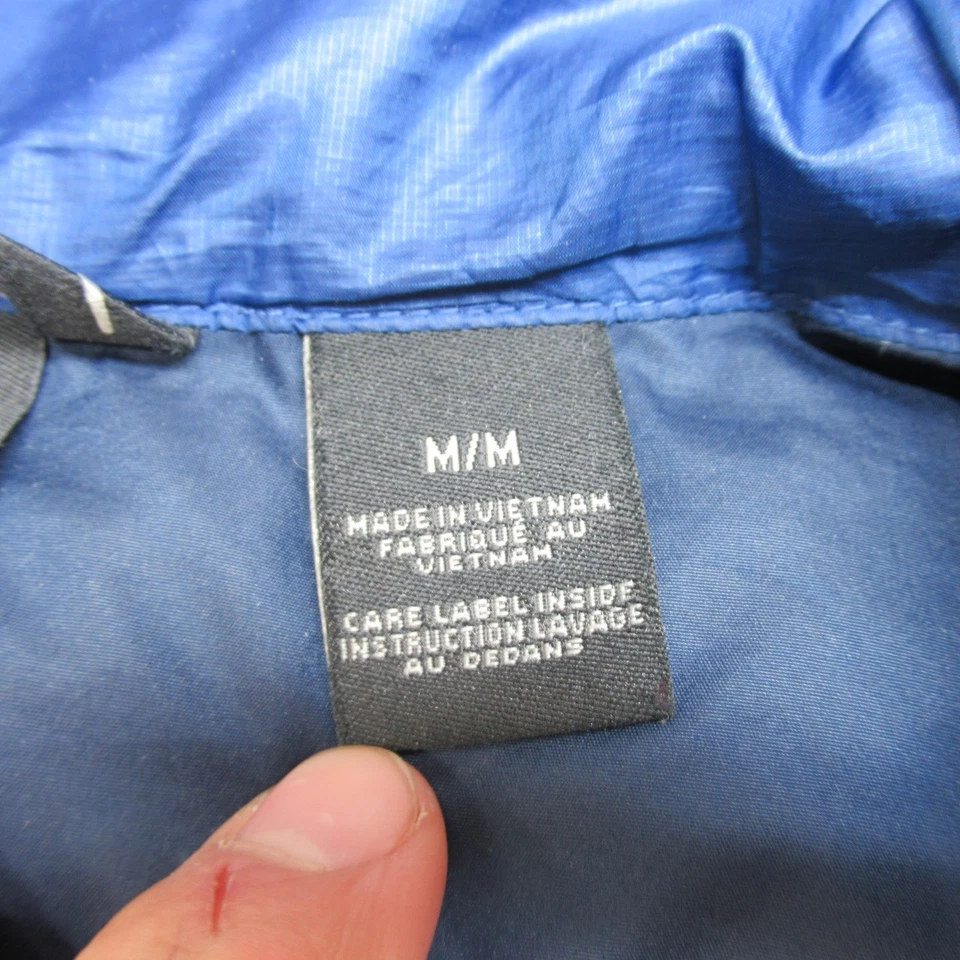 M/M
MADE IN VIETNAM
FABRIQUÉ AU
VIETNAM
CARE LABEL INSIDE
INSTRUCTION LAVAGE
AU DEDANS